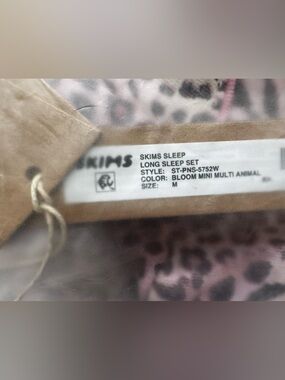 SKIMS
SKIMS SLEEP
LONG SLEEP SET
STYLE: ST-PNS-5752W
COLOR: BLOOM MINI MULTI ANIMAL
SIZE: M